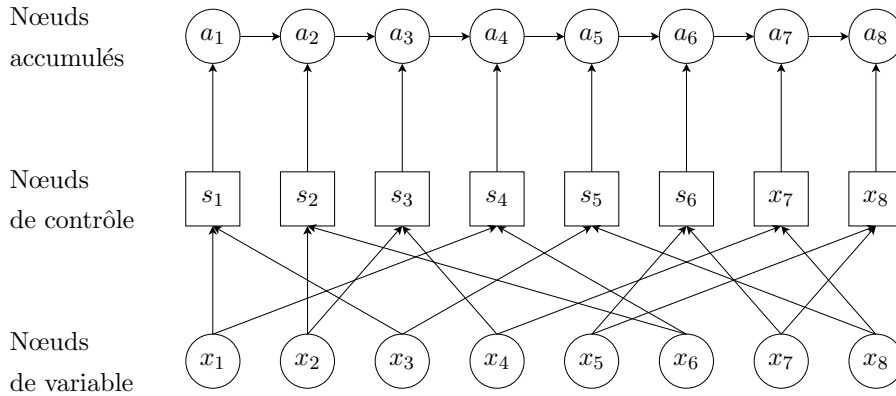 Nœuds
accumulés
a1 a2 a3 a4 a5 a6 a7 a8
Nœuds
de contrôle
s1 s2 s3 s4 s5 s6 x7 x8
Nœuds
de variable
x1 x2 x3 x4 x5 x6 x7 x8